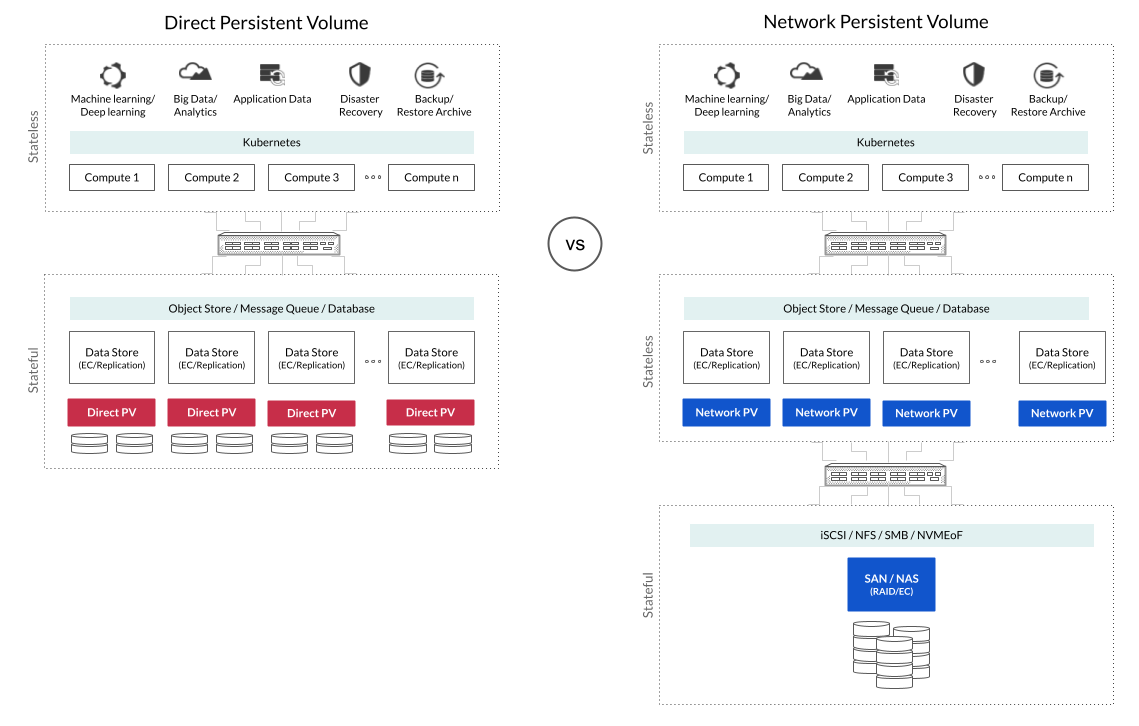 Direct Persistent Volume
Stateless
Machine learning/
Deep learning
Big Data/
Analytics
Application Data
Disaster
Recovery
Backup/
Restore Archive
Kubernetes
Compute 1
Compute 2
Compute 3
Compute n
Stateful
Object Store / Message Queue / Database
Data Store
(EC/Replication)
Data Store
(EC/Replication)
Data Store
(EC/Replication)
Data Store
(EC/Replication)
Direct PV
Direct PV
Direct PV
Direct PV
vs
Network Persistent Volume
Stateless
Machine learning/
Deep learning
Big Data/
Analytics
Application Data
Disaster
Recovery
Backup/
Restore Archive
Kubernetes
Compute 1
Compute 2
Compute 3
Compute n
Stateless
Object Store / Message Queue / Database
Data Store
(EC/Replication)
Data Store
(EC/Replication)
Data Store
(EC/Replication)
Data Store
(EC/Replication)
Network PV
Network PV
Network PV
Network PV
Stateful
iSCSI / NFS / SMB / NVMEoF
SAN / NAS
(RAID/EC)